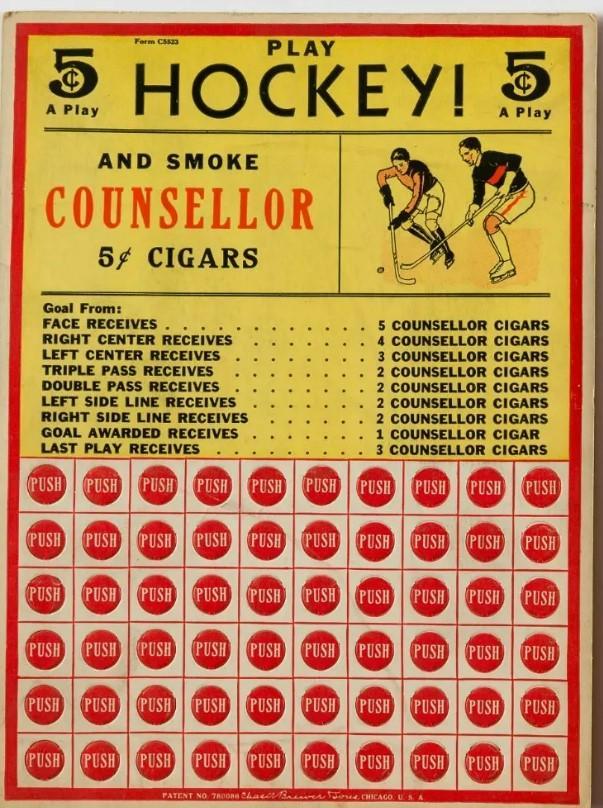 Form C5523
PLAY
5¢ HOCKEY! 5¢
A Play A Play
AND SMOKE
COUNSELLOR
5¢ CIGARS
Goal From:
FACE RECEIVES . . . . . . . . . . . . . 5 COUNSELLOR CIGARS
RIGHT CENTER RECEIVES . . . . . . . . 4 COUNSELLOR CIGARS
LEFT CENTER RECEIVES . . . . . . . . . 3 COUNSELLOR CIGARS
TRIPLE PASS RECEIVES . . . . . . . . . 2 COUNSELLOR CIGARS
DOUBLE PASS RECEIVES . . . . . . . . . 2 COUNSELLOR CIGARS
LEFT SIDE LINE RECEIVES . . . . . . . . 2 COUNSELLOR CIGARS
RIGHT SIDE LINE RECEIVES . . . . . . . 2 COUNSELLOR CIGARS
GOAL AWARDED RECEIVES . . . . . . . . 1 COUNSELLOR CIGAR
LAST PLAY RECEIVES . . . . . . . . . . 3 COUNSELLOR CIGARS
PUSH PUSH PUSH PUSH PUSH PUSH PUSH PUSH PUSH PUSH
PUSH PUSH PUSH PUSH PUSH PUSH PUSH PUSH PUSH PUSH
PUSH PUSH PUSH PUSH PUSH PUSH PUSH PUSH PUSH PUSH
PUSH PUSH PUSH PUSH PUSH PUSH PUSH PUSH PUSH PUSH
PUSH PUSH PUSH PUSH PUSH PUSH PUSH PUSH PUSH PUSH
PUSH PUSH PUSH PUSH PUSH PUSH PUSH PUSH PUSH PUSH
PATENT NO. 780086 Chas. A. Brewer & Sons, CHICAGO, U. S. A